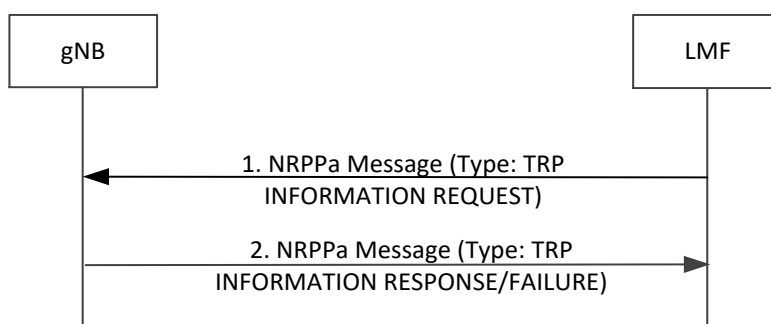 gNB
LMF
1. NRPPa Message (Type: TRP
INFORMATION REQUEST)
2. NRPPa Message (Type: TRP
INFORMATION RESPONSE/FAILURE)